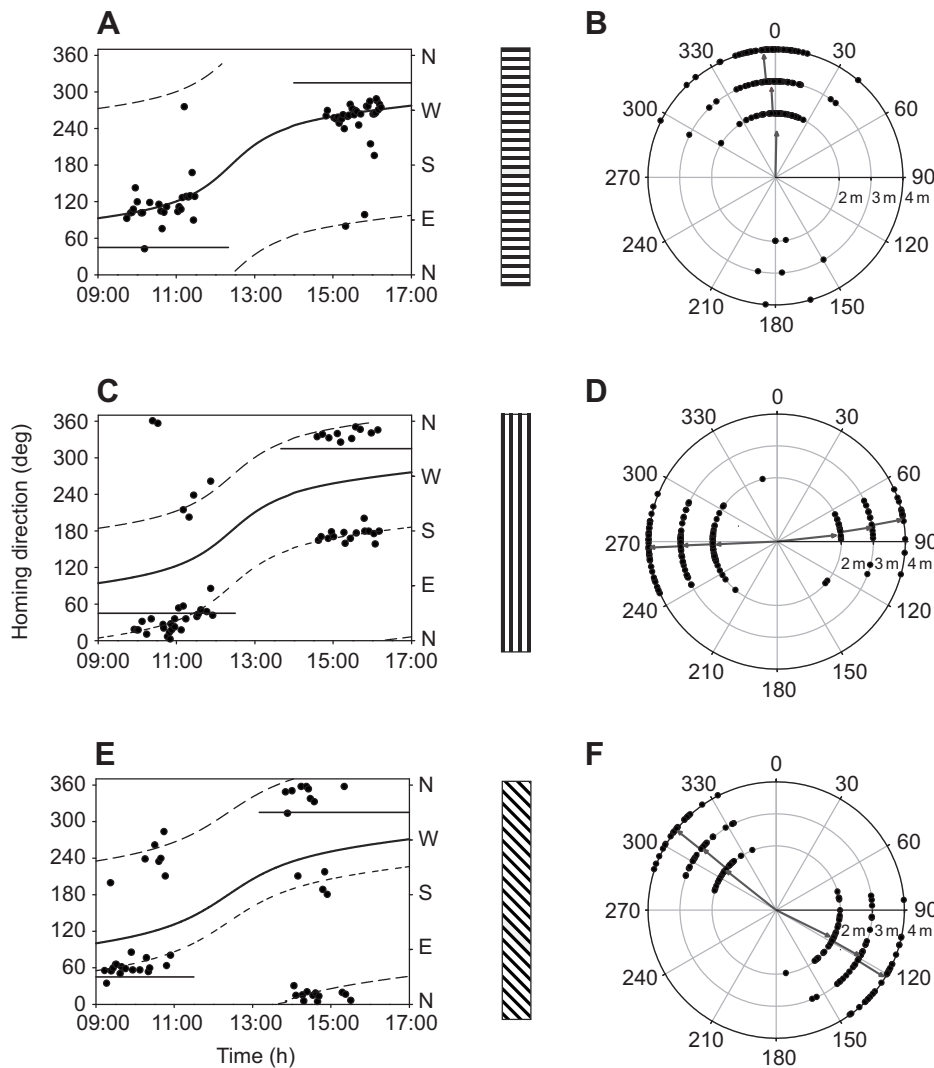 A
B
360
300
240
180
120
60
0
N
W
S
E
N
09:00 11:00 13:00 15:00 17:00
0
30
60
90
120
150
180
210
240
270
300
330
2 m 3 m 4 m
C
D
Homing direction (deg)
360
300
240
180
120
60
0
N
W
S
E
N
09:00 11:00 13:00 15:00 17:00
0
30
60
90
120
150
180
210
240
270
300
330
2 m 3 m 4 m
E
F
360
300
240
180
120
60
0
N
W
S
E
N
09:00 11:00 13:00 15:00 17:00
Time (h)
0
30
60
90
120
150
180
210
240
270
300
330
2 m 3 m 4 m